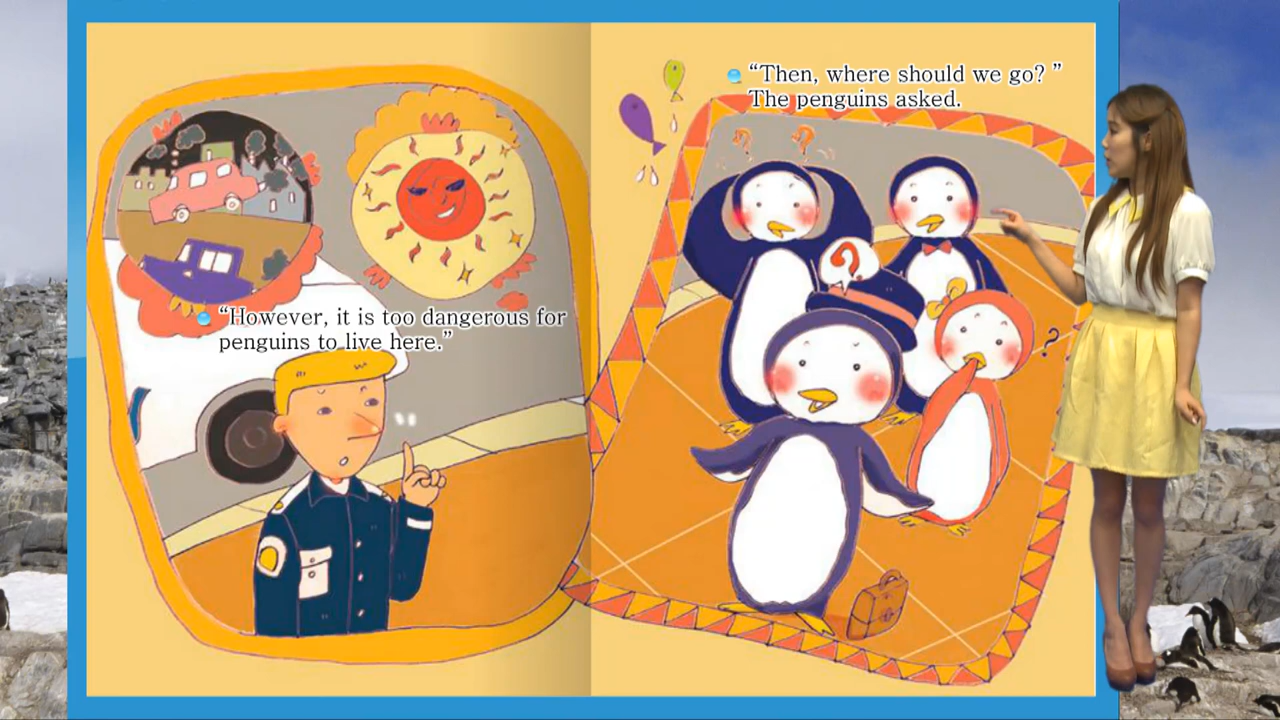 “However, it is too dangerous for
penguins to live here.”
“Then, where should we go? ”
The penguins asked.